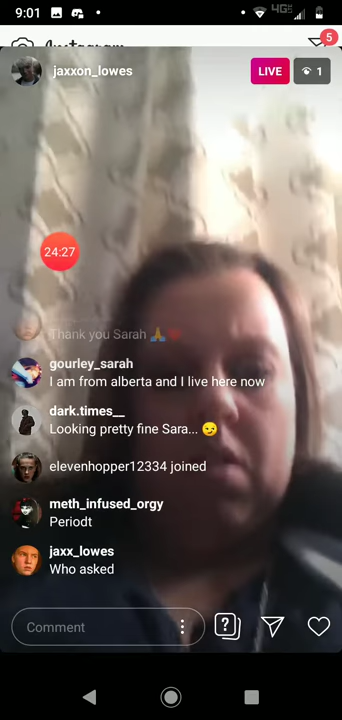 9:01
4G
Instagram
5
jaxxon_lowes
LIVE
1
24:27
Thank you Sarah 🙏❤️
gourley_sarah
I am from alberta and I live here now
dark.times__
Looking pretty fine Sara... 😏
elevenhopper12334 joined
meth_infused_orgy
Periodt
jaxx_lowes
Who asked
Comment
?